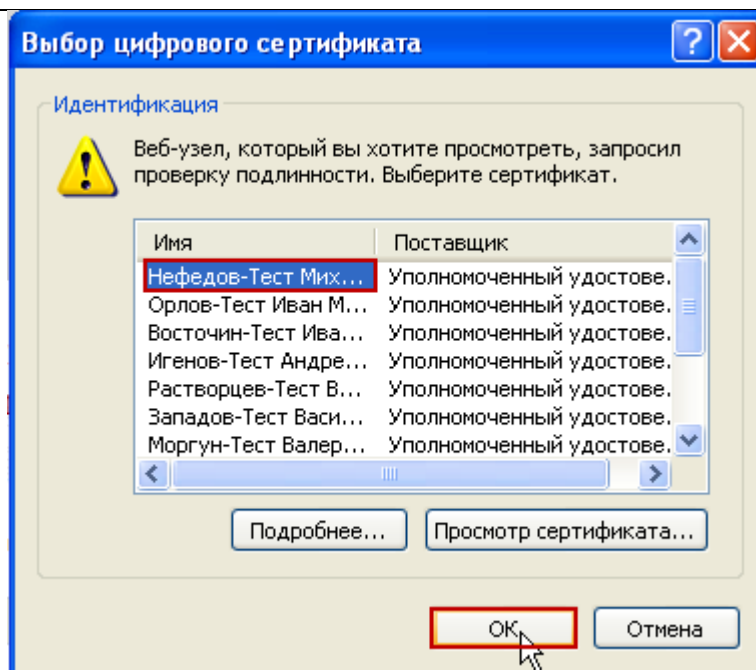 Выбор цифрового сертификата
Идентификация
Веб-узел, который вы хотите просмотреть, запросил
проверку подлинности. Выберите сертификат.
Имя Поставщик
Нефедов-Тест Мих... Уполномоченный удостове.
Орлов-Тест Иван М... Уполномоченный удостове.
Восточин-Тест Ива... Уполномоченный удостове.
Игенов-Тест Андре... Уполномоченный удостове.
Растворцев-Тест В... Уполномоченный удостове.
Западов-Тест Васи... Уполномоченный удостове.
Моргун-Тест Валер... Уполномоченный удостове.
Подробнее... Просмотр сертификата...
ОК Отмена